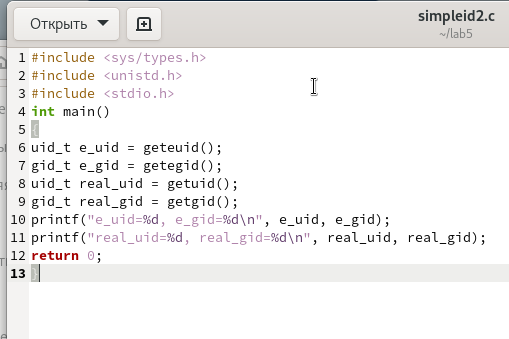 Открыть
simpleid2.c
~/lab5
1 #include <sys/types.h>
2 #include <unistd.h>
3 #include <stdio.h>
4 int main()
5 {
6 uid_t e_uid = geteuid();
7 gid_t e_gid = getegid();
8 uid_t real_uid = getuid();
9 gid_t real_gid = getgid();
10 printf("e_uid=%d, e_gid=%d\n", e_uid, e_gid);
11 printf("real_uid=%d, real_gid=%d\n", real_uid, real_gid);
12 return 0;
13 }